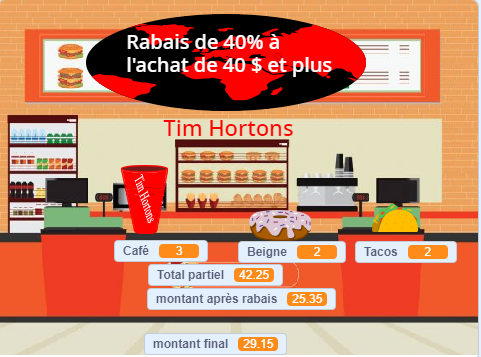 Rabais de 40% à
l'achat de 40 $ et plus
Tim Hortons
Tim Hortons
Café 3
Beigne 2
Tacos 2
Total partiel 42.25
montant après rabais 25.35
montant final 29.15